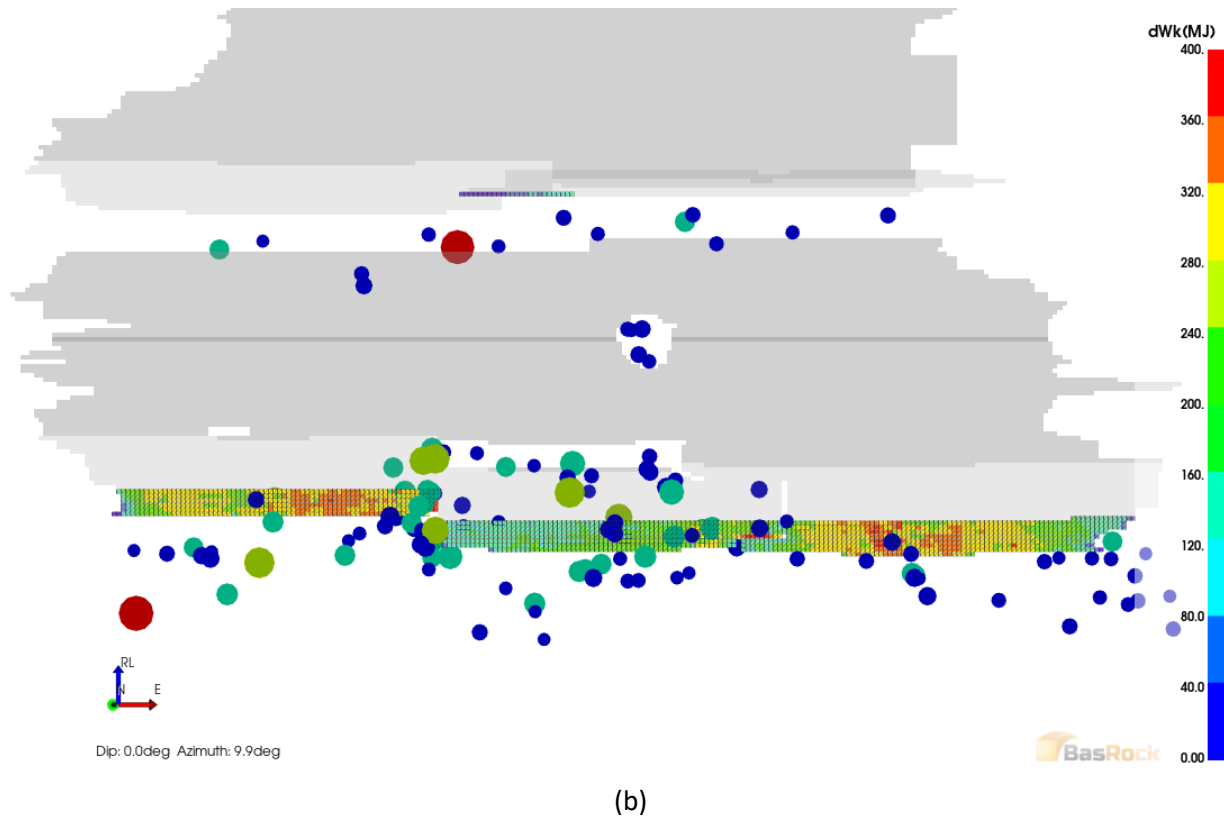 dWk(MJ)
400.
360.
320.
280.
240.
200.
160.
120.
80.0
40.0
0.00
RL
N
E
Dip: 0.0deg Azimuth: 9.9deg
BasRock
(b)